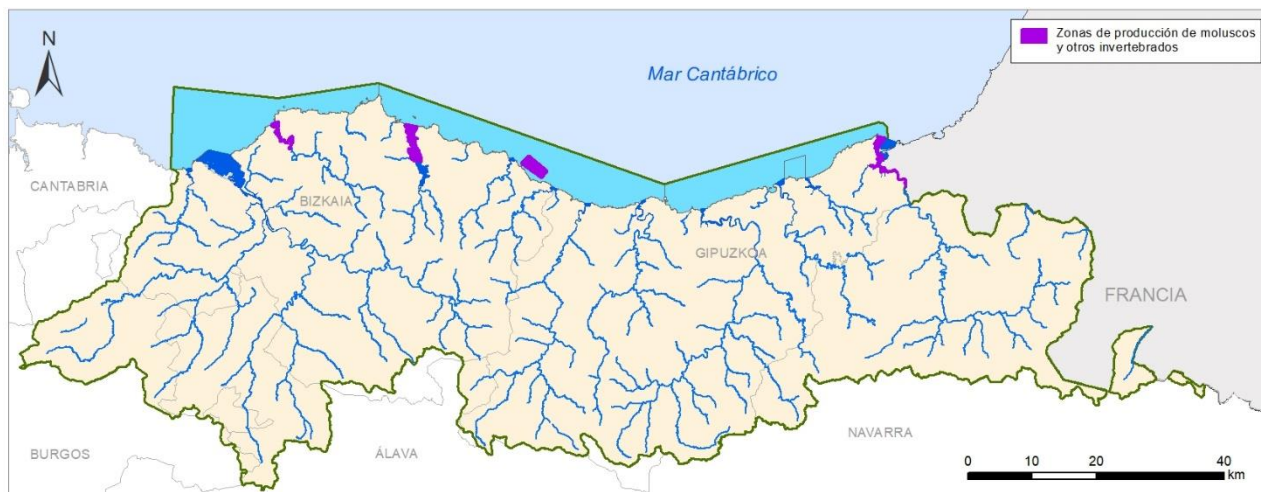 N
Zonas de producción de moluscos
y otros invertebrados
Mar Cantábrico
CANTABRIA
BIZKAIA
GIPUZKOA
FRANCIA
NAVARRA
BURGOS
ÁLAVA
0 10 20 40
km